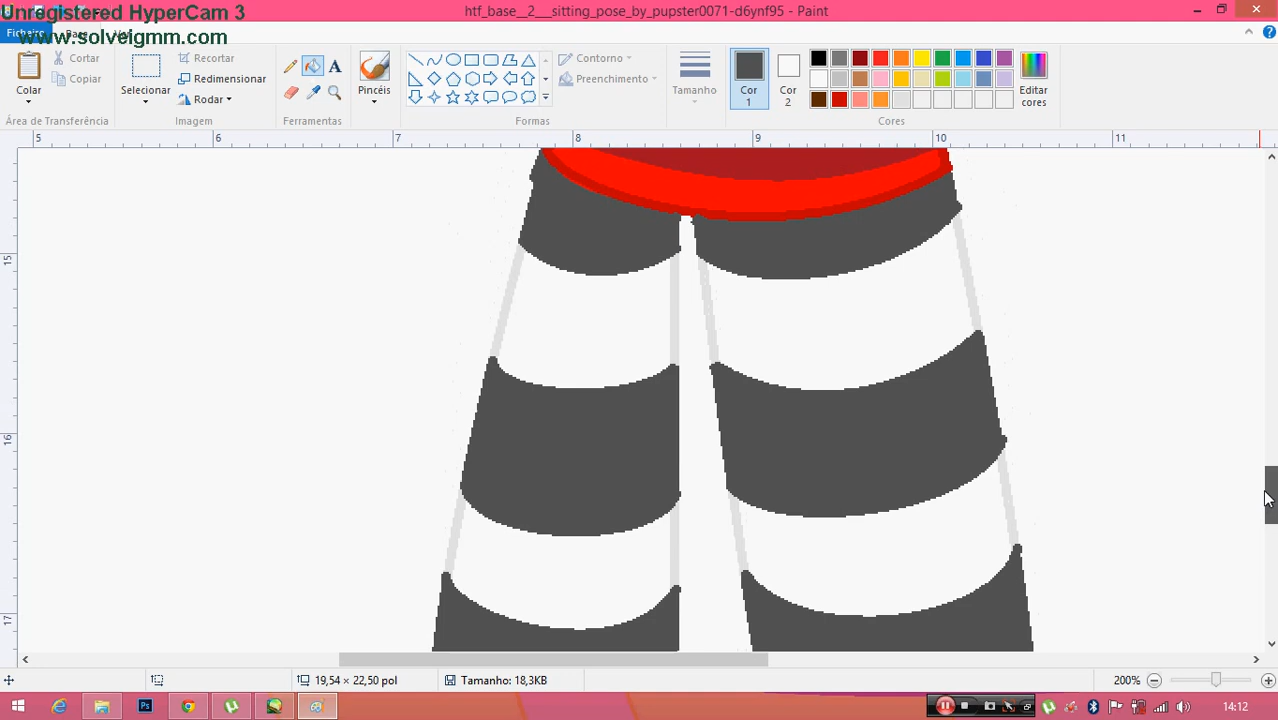 Unregistered HyperCam 3
www.solveigmm.com
htf_base__2___sitting_pose_by_pupster0071-d6ynf95 - Paint
Ficheiro
Colar
Cortar
Copiar
Área de Transferência
Selecionar
Recortar
Redimensionar
Rodar
Imagem
A
Ferramentas
Pincéis
Contorno
Preenchimento
Formas
Tamanho
Cor 1
Cor 2
Editar cores
Cores
5 6 7 8 9 10 11
15
16
17
19,54 × 22,50 pol
Tamanho: 18,3KB
200%
Ps
14:12